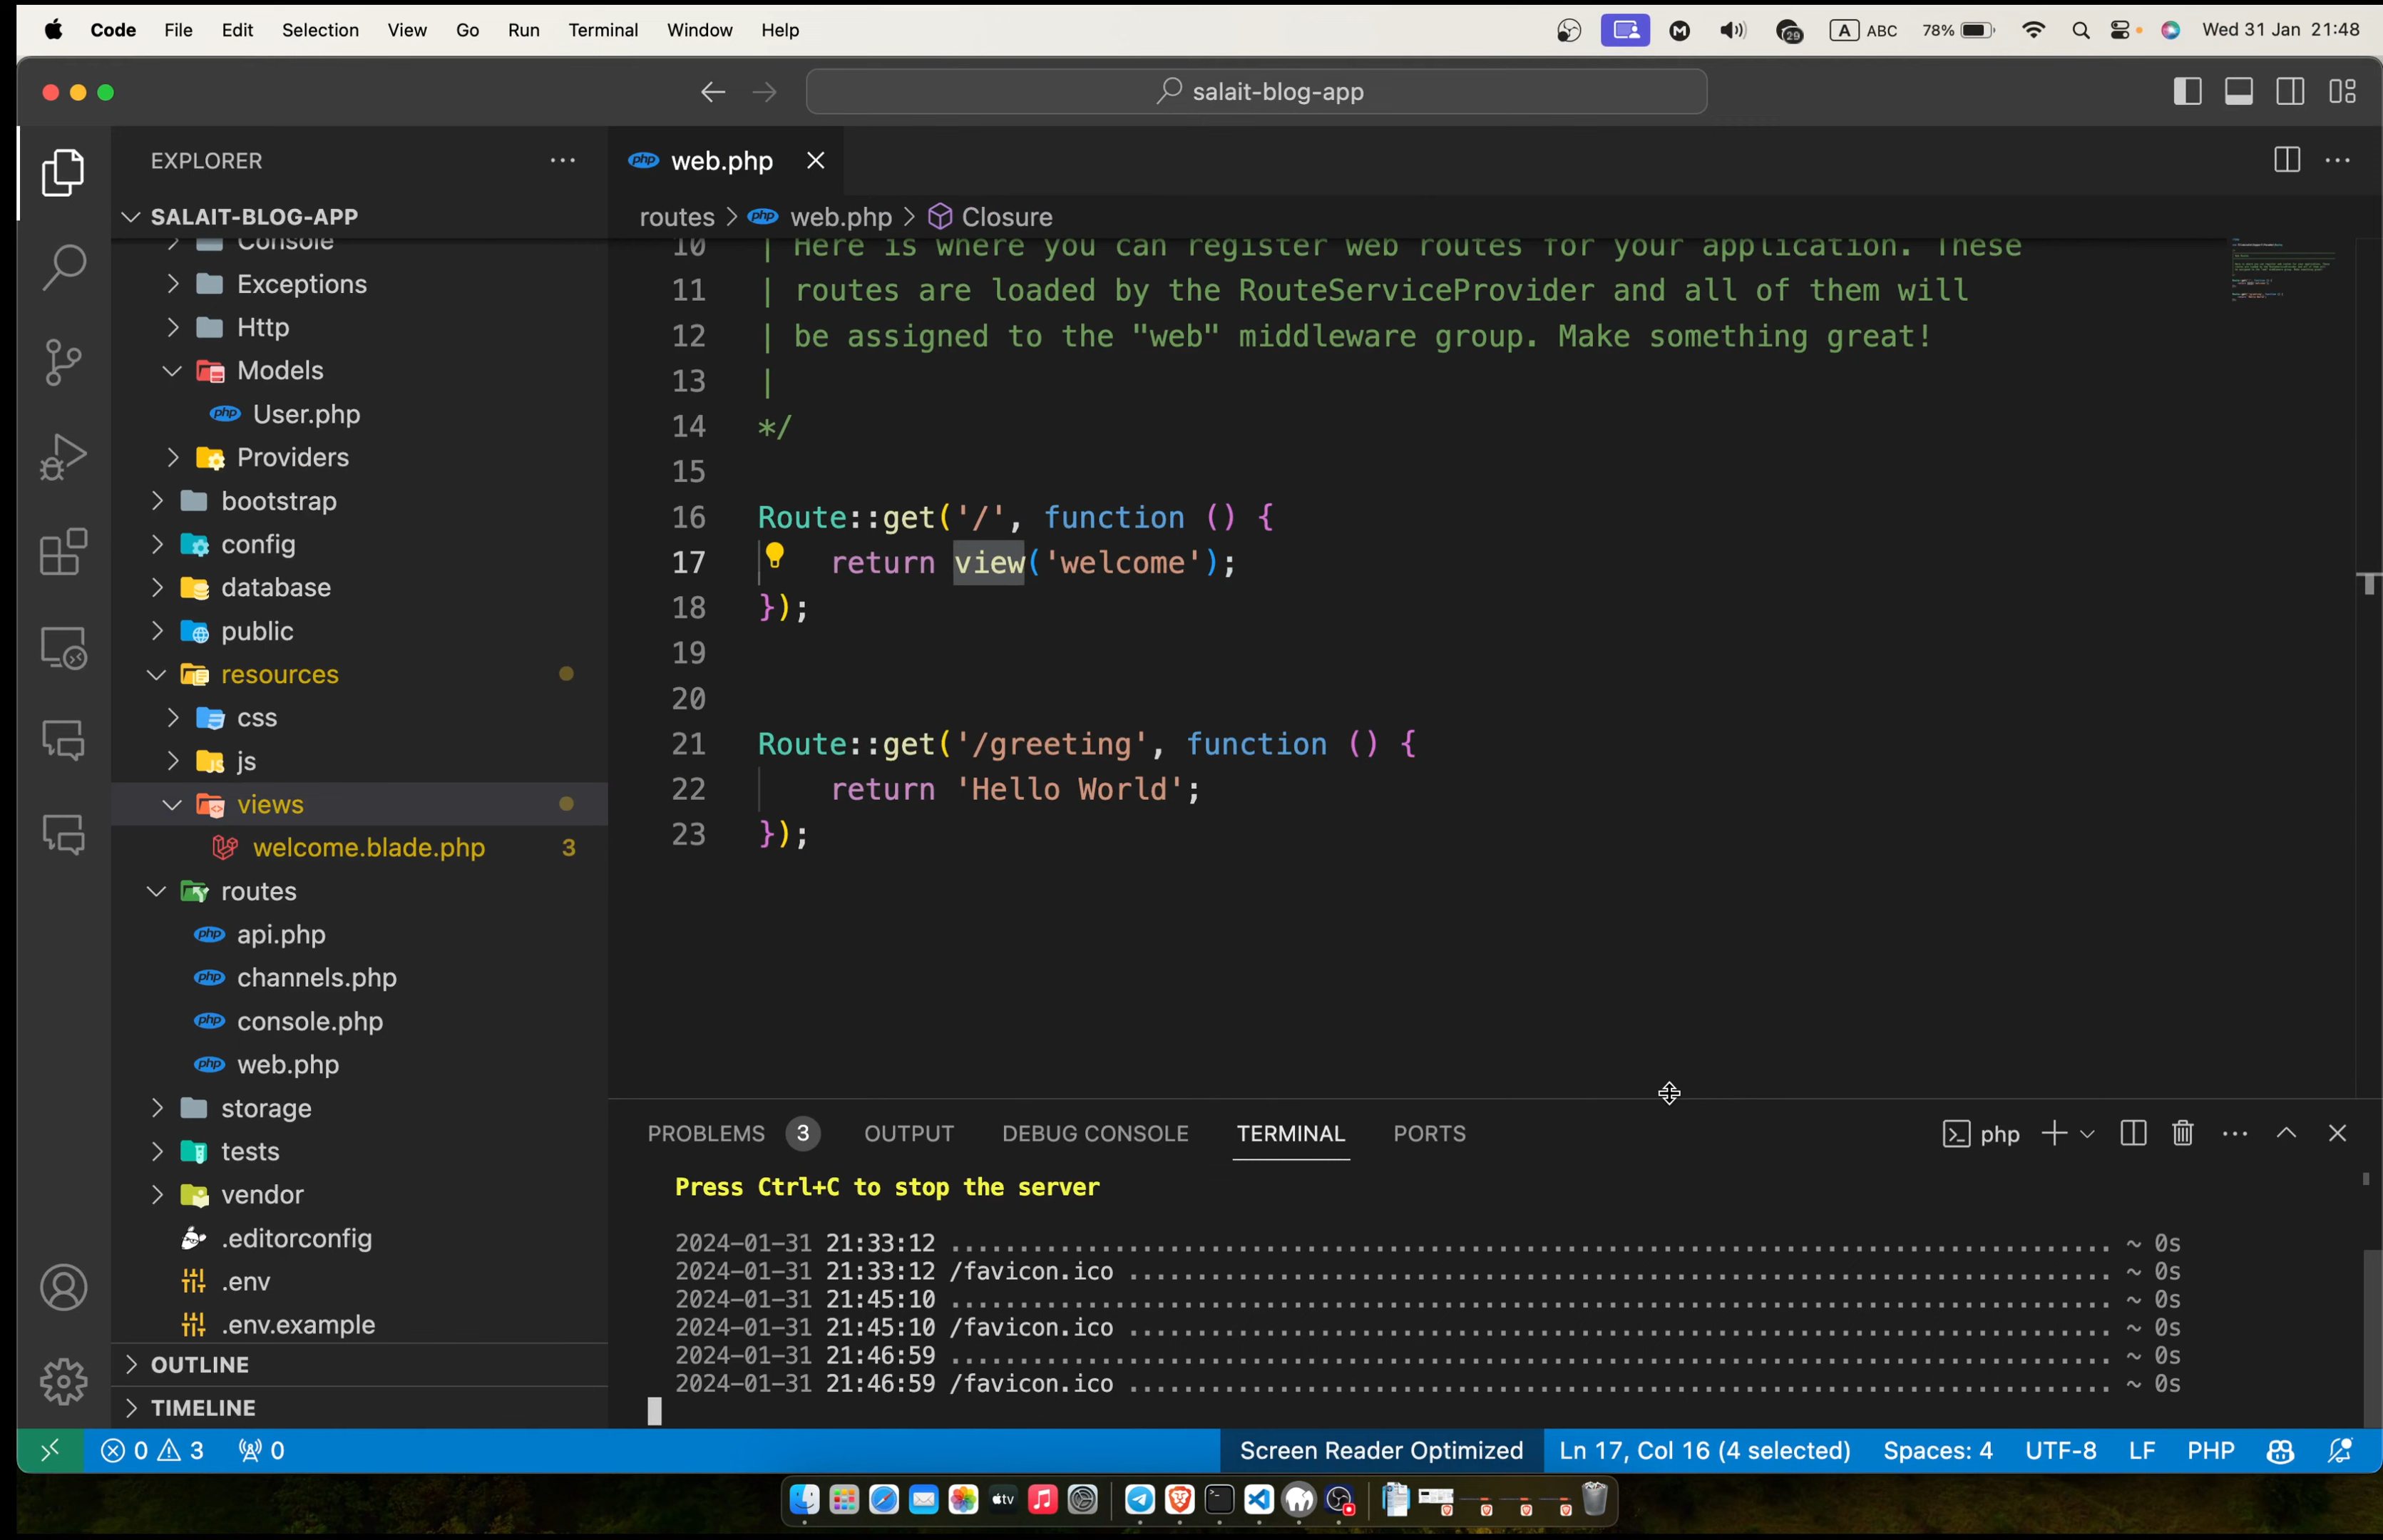 Code File Edit Selection View Go Run Terminal Window Help
29 A ABC 78% Wed 31 Jan 21:48
salait-blog-app
EXPLORER
SALAIT-BLOG-APP
Console
Exceptions
Http
Models
php User.php
Providers
bootstrap
config
database
public
resources
css
js
views
welcome.blade.php 3
routes
php api.php
php channels.php
php console.php
php web.php
storage
tests
vendor
.editorconfig
.env
.env.example
OUTLINE
TIMELINE
php web.php
routes > php web.php > Closure
10 | Here is where you can register web routes for your application. These
11 | routes are loaded by the RouteServiceProvider and all of them will
12 | be assigned to the "web" middleware group. Make something great!
13 |
14 */
15
16 Route::get('/', function () {
17 return view('welcome');
18 });
19
20
21 Route::get('/greeting', function () {
22 return 'Hello World';
23 });
PROBLEMS 3 OUTPUT DEBUG CONSOLE TERMINAL PORTS
php
Press Ctrl+C to stop the server
2024-01-31 21:33:12 ........................................ ~ 0s
2024-01-31 21:33:12 /favicon.ico ........................................ ~ 0s
2024-01-31 21:45:10 ........................................ ~ 0s
2024-01-31 21:45:10 /favicon.ico ........................................ ~ 0s
2024-01-31 21:46:59 ........................................ ~ 0s
2024-01-31 21:46:59 /favicon.ico ........................................ ~ 0s
0 3 0
Screen Reader Optimized Ln 17, Col 16 (4 selected) Spaces: 4 UTF-8 LF PHP
tv